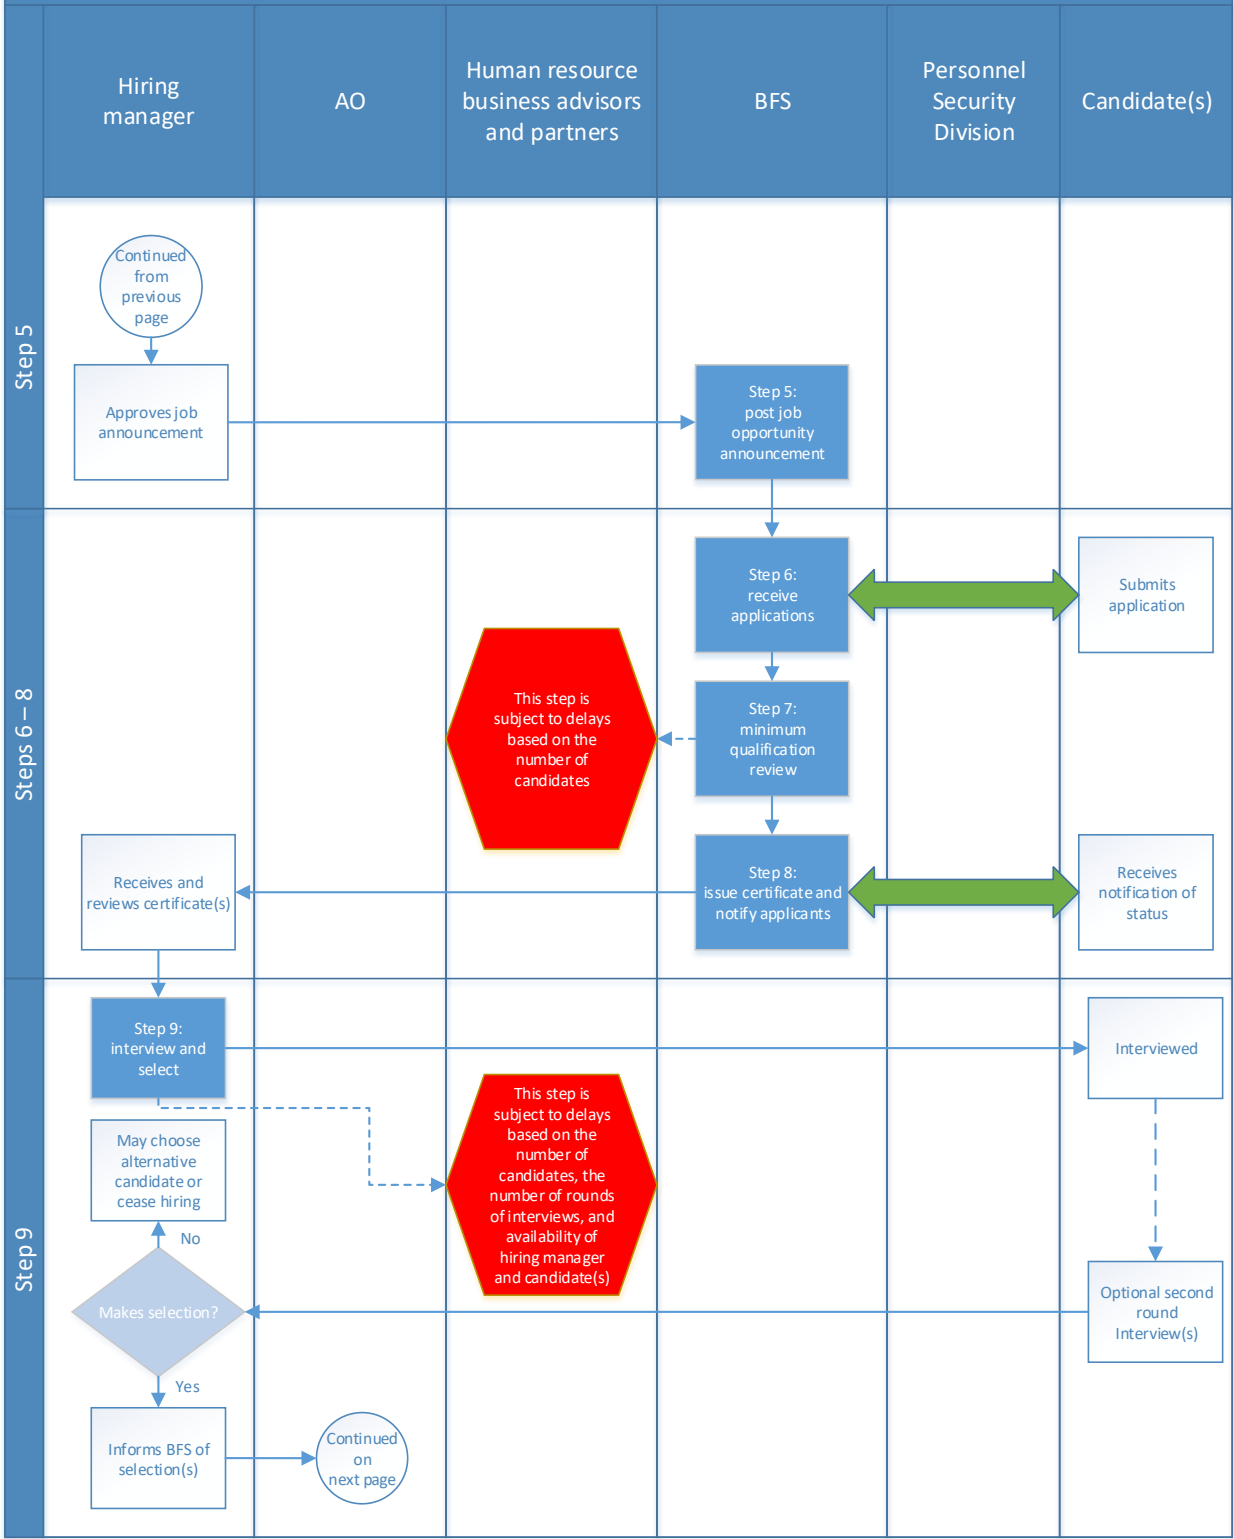 Hiring
manager
AO
Human resource
business advisors
and partners
BFS
Personnel
Security
Division
Candidate(s)
Step 5
Continued
from
previous
page
Approves job
announcement
Step 5:
post job
opportunity
announcement
Steps 6 – 8
Step 6:
receive
applications
Submits
application
This step is
subject to delays
based on the
number of
candidates
Step 7:
minimum
qualification
review
Receives and
reviews certificate(s)
Step 8:
issue certificate and
notify applicants
Receives
notification of
status
Step 9
Step 9:
interview and
select
Interviewed
This step is
subject to delays
based on the
number of
candidates, the
number of rounds
of interviews, and
availability of
hiring manager
and candidate(s)
May choose
alternative
candidate or
cease hiring
No
Makes selection?
Optional second
round
Interview(s)
Yes
Informs BFS of
selection(s)
Continued
on
next page